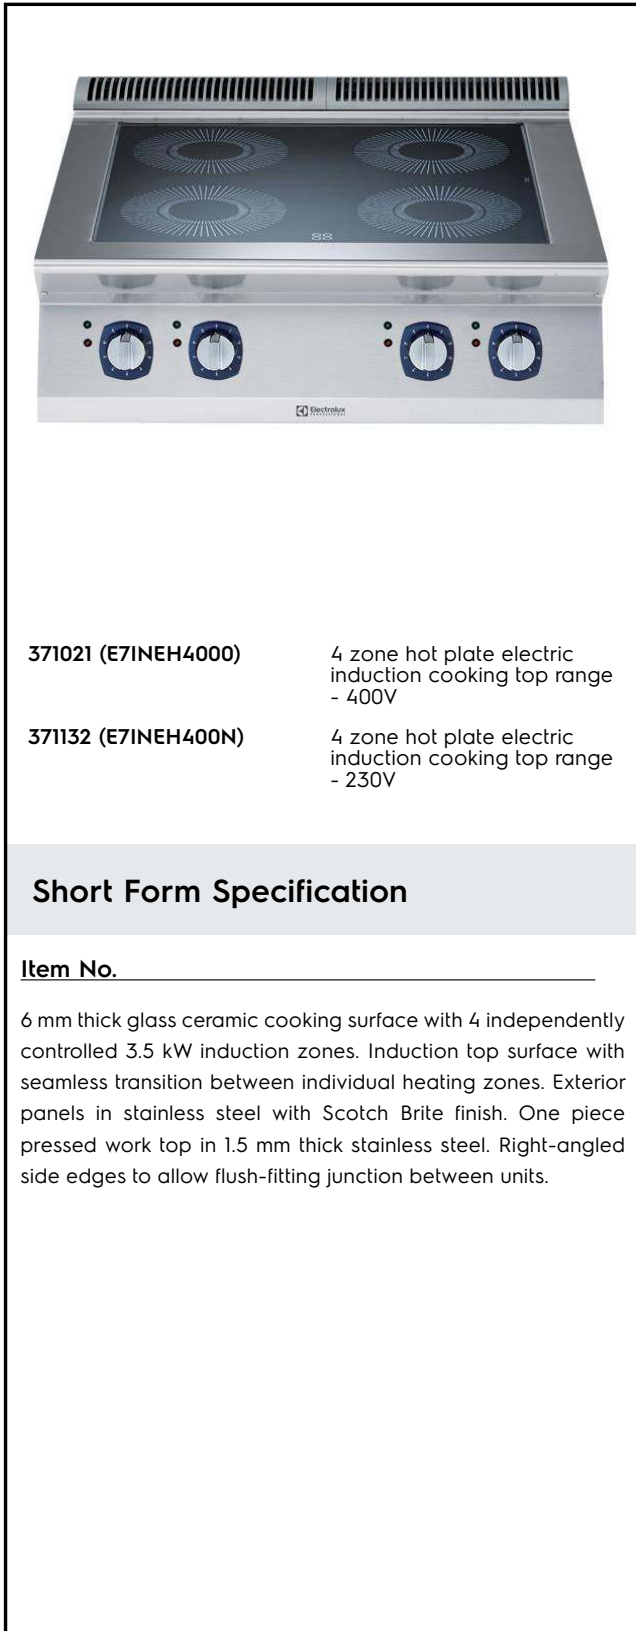 Electrolux
PROFESSIONAL
371021 (E7INEH4000) 4 zone hot plate electric
induction cooking top range
- 400V
371132 (E7INEH400N) 4 zone hot plate electric
induction cooking top range
- 230V
Short Form Specification
Item No.
6 mm thick glass ceramic cooking surface with 4 independently
controlled 3.5 kW induction zones. Induction top surface with
seamless transition between individual heating zones. Exterior
panels in stainless steel with Scotch Brite finish. One piece
pressed work top in 1.5 mm thick stainless steel. Right-angled
side edges to allow flush-fitting junction between units.